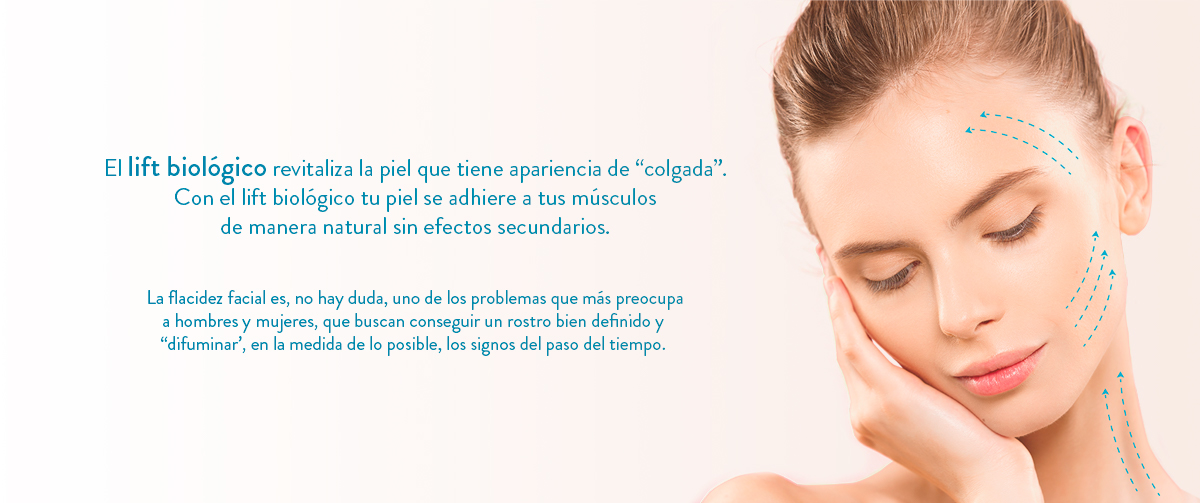 El lift biológico revitaliza la piel que tiene apariencia de “colgada”.
Con el lift biológico tu piel se adhiere a tus músculos
de manera natural sin efectos secundarios.
La flacidez facial es, no hay duda, uno de los problemas que más preocupa
a hombres y mujeres, que buscan conseguir un rostro bien definido y
“difuminar’, en la medida de lo posible, los signos del paso del tiempo.